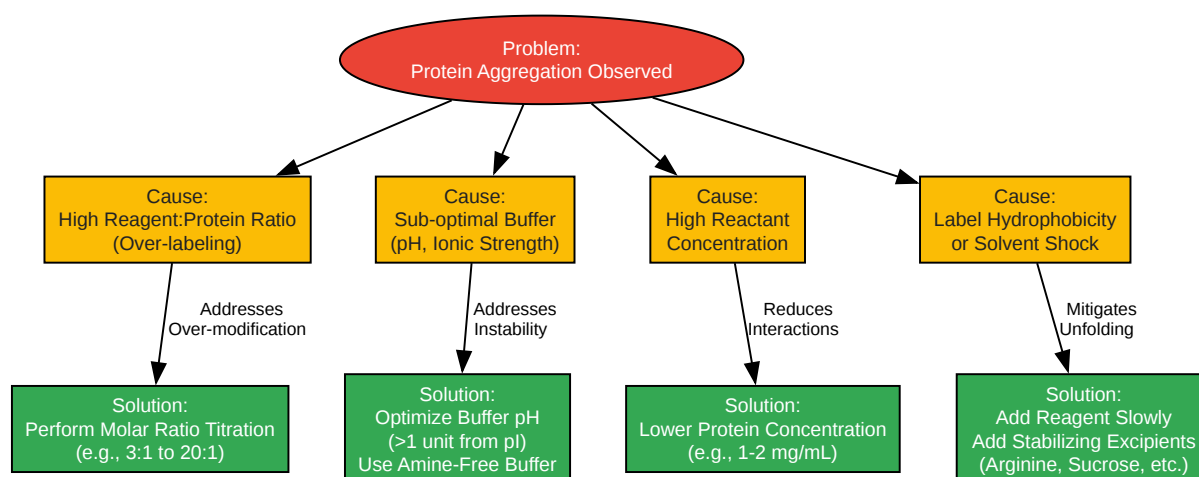 Problem:
Protein Aggregation Observed
Cause:
High Reagent:Protein Ratio
(Over-labeling)
Cause:
Sub-optimal Buffer
(pH, Ionic Strength)
Cause:
High Reactant
Concentration
Cause:
Label Hydrophobicity
or Solvent Shock
Addresses
Over-modification
Addresses
Instability
Reduces
Interactions
Mitigates
Unfolding
Solution:
Perform Molar Ratio Titration
(e.g., 3:1 to 20:1)
Solution:
Optimize Buffer pH
(>1 unit from pI)
Use Amine-Free Buffer
Solution:
Lower Protein Concentration
(e.g., 1-2 mg/mL)
Solution:
Add Reagent Slowly
Add Stabilizing Excipients
(Arginine, Sucrose, etc.)